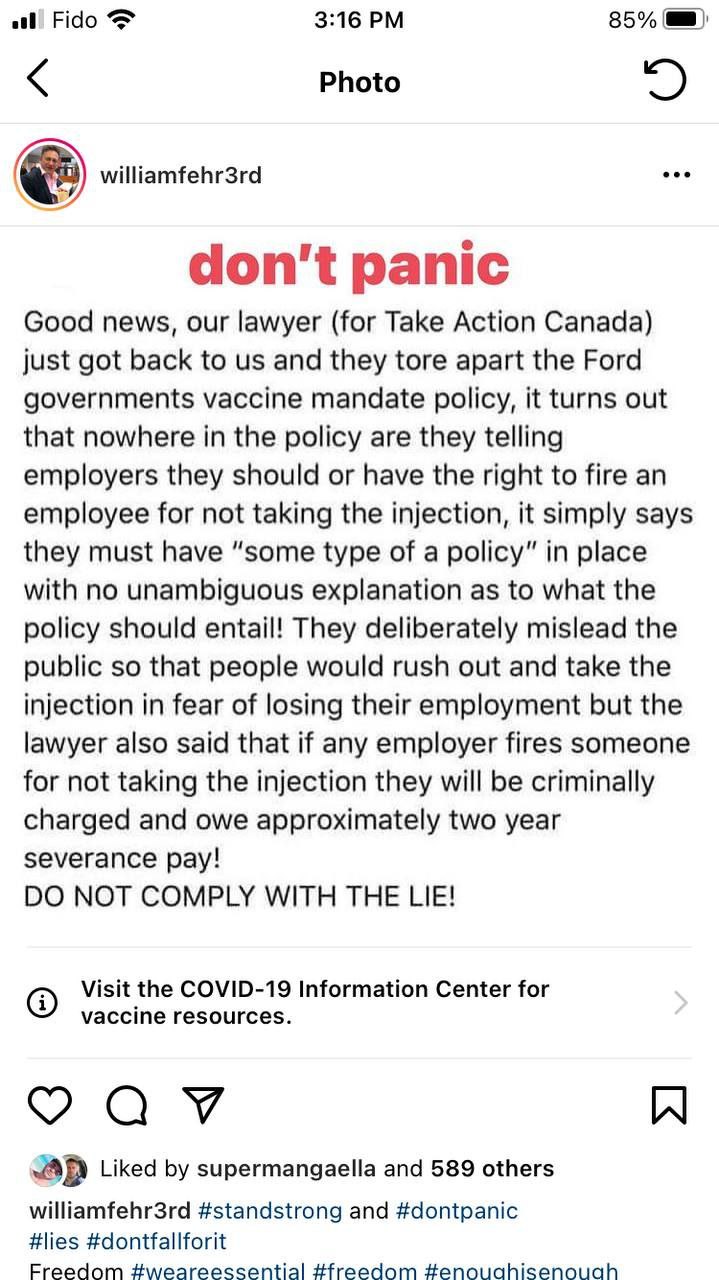 Fido
3:16 PM
85%
Photo
williamfehr3rd
don't panic
Good news, our lawyer (for Take Action Canada)
just got back to us and they tore apart the Ford
governments vaccine mandate policy, it turns out
that nowhere in the policy are they telling
employers they should or have the right to fire an
employee for not taking the injection, it simply says
they must have “some type of a policy” in place
with no unambiguous explanation as to what the
policy should entail! They deliberately mislead the
public so that people would rush out and take the
injection in fear of losing their employment but the
lawyer also said that if any employer fires someone
for not taking the injection they will be criminally
charged and owe approximately two year
severance pay!
DO NOT COMPLY WITH THE LIE!
Visit the COVID-19 Information Center for
vaccine resources.
Liked by supermangaella and 589 others
williamfehr3rd #standstrong and #dontpanic
#lies #dontfallforit
Freedom #weareessential #freedom #enoughisenough